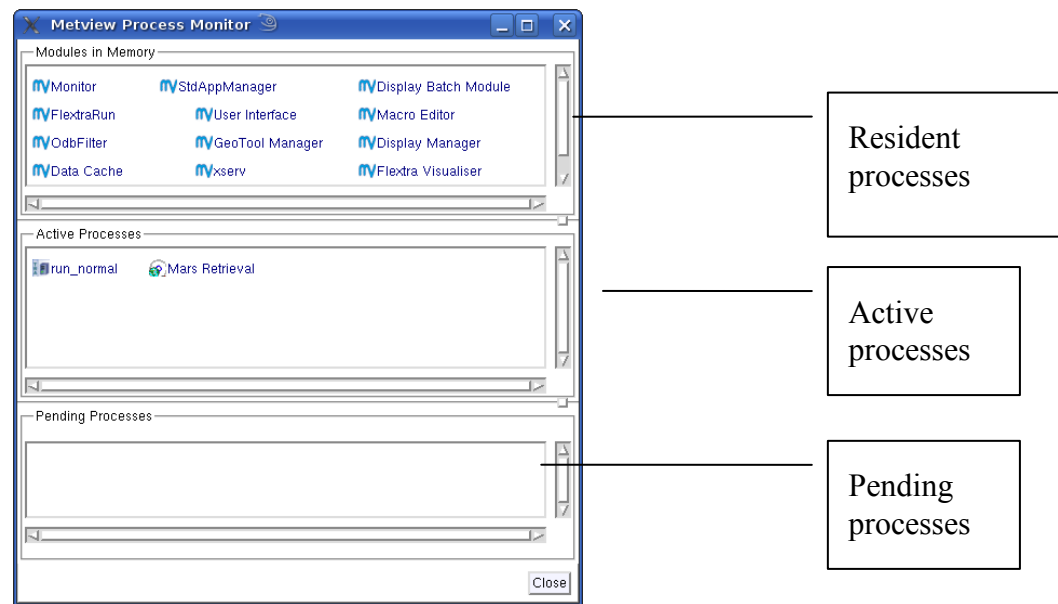 Metview Process Monitor
Modules in Memory
Monitor StdAppManager Display Batch Module
FlextraRun User Interface Macro Editor
OdbFilter GeoTool Manager Display Manager
Data Cache xserv Flextra Visualiser
Resident
processes
Active Processes
run_normal Mars Retrieval
Active
processes
Pending Processes
Pending
processes
Close